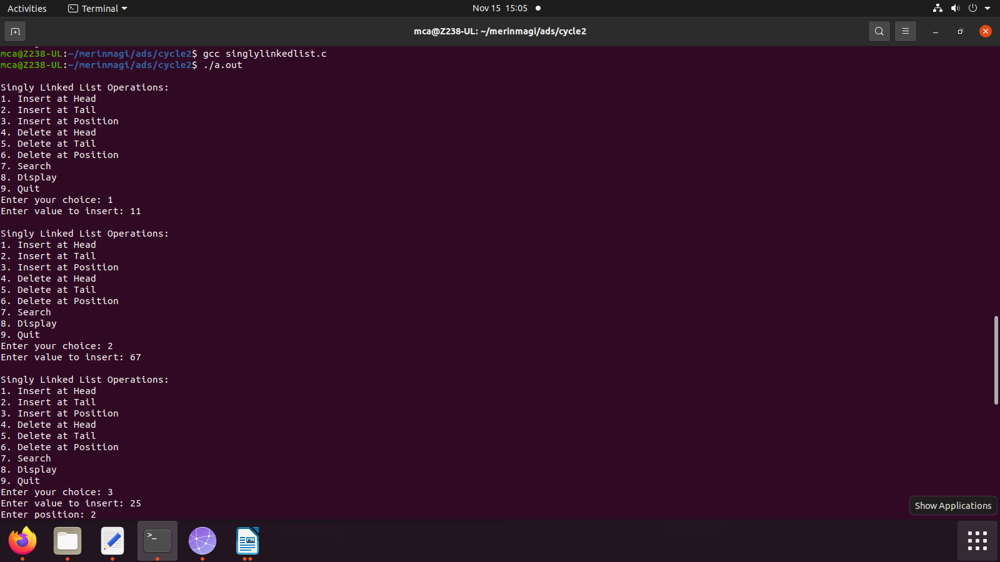 Activities
Terminal
Nov 15 15:05
mca@Z238-UL: ~/merinmagi/ads/cycle2
mca@Z238-UL:~/merinmagi/ads/cycle2$ gcc singlylinkedlist.c
mca@Z238-UL:~/merinmagi/ads/cycle2$ ./a.out
Singly Linked List Operations:
1. Insert at Head
2. Insert at Tail
3. Insert at Position
4. Delete at Head
5. Delete at Tail
6. Delete at Position
7. Search
8. Display
9. Quit
Enter your choice: 1
Enter value to insert: 11
Singly Linked List Operations:
1. Insert at Head
2. Insert at Tail
3. Insert at Position
4. Delete at Head
5. Delete at Tail
6. Delete at Position
7. Search
8. Display
9. Quit
Enter your choice: 2
Enter value to insert: 67
Singly Linked List Operations:
1. Insert at Head
2. Insert at Tail
3. Insert at Position
4. Delete at Head
5. Delete at Tail
6. Delete at Position
7. Search
8. Display
9. Quit
Enter your choice: 3
Enter value to insert: 25
Enter position: 2
Show Applications
>_